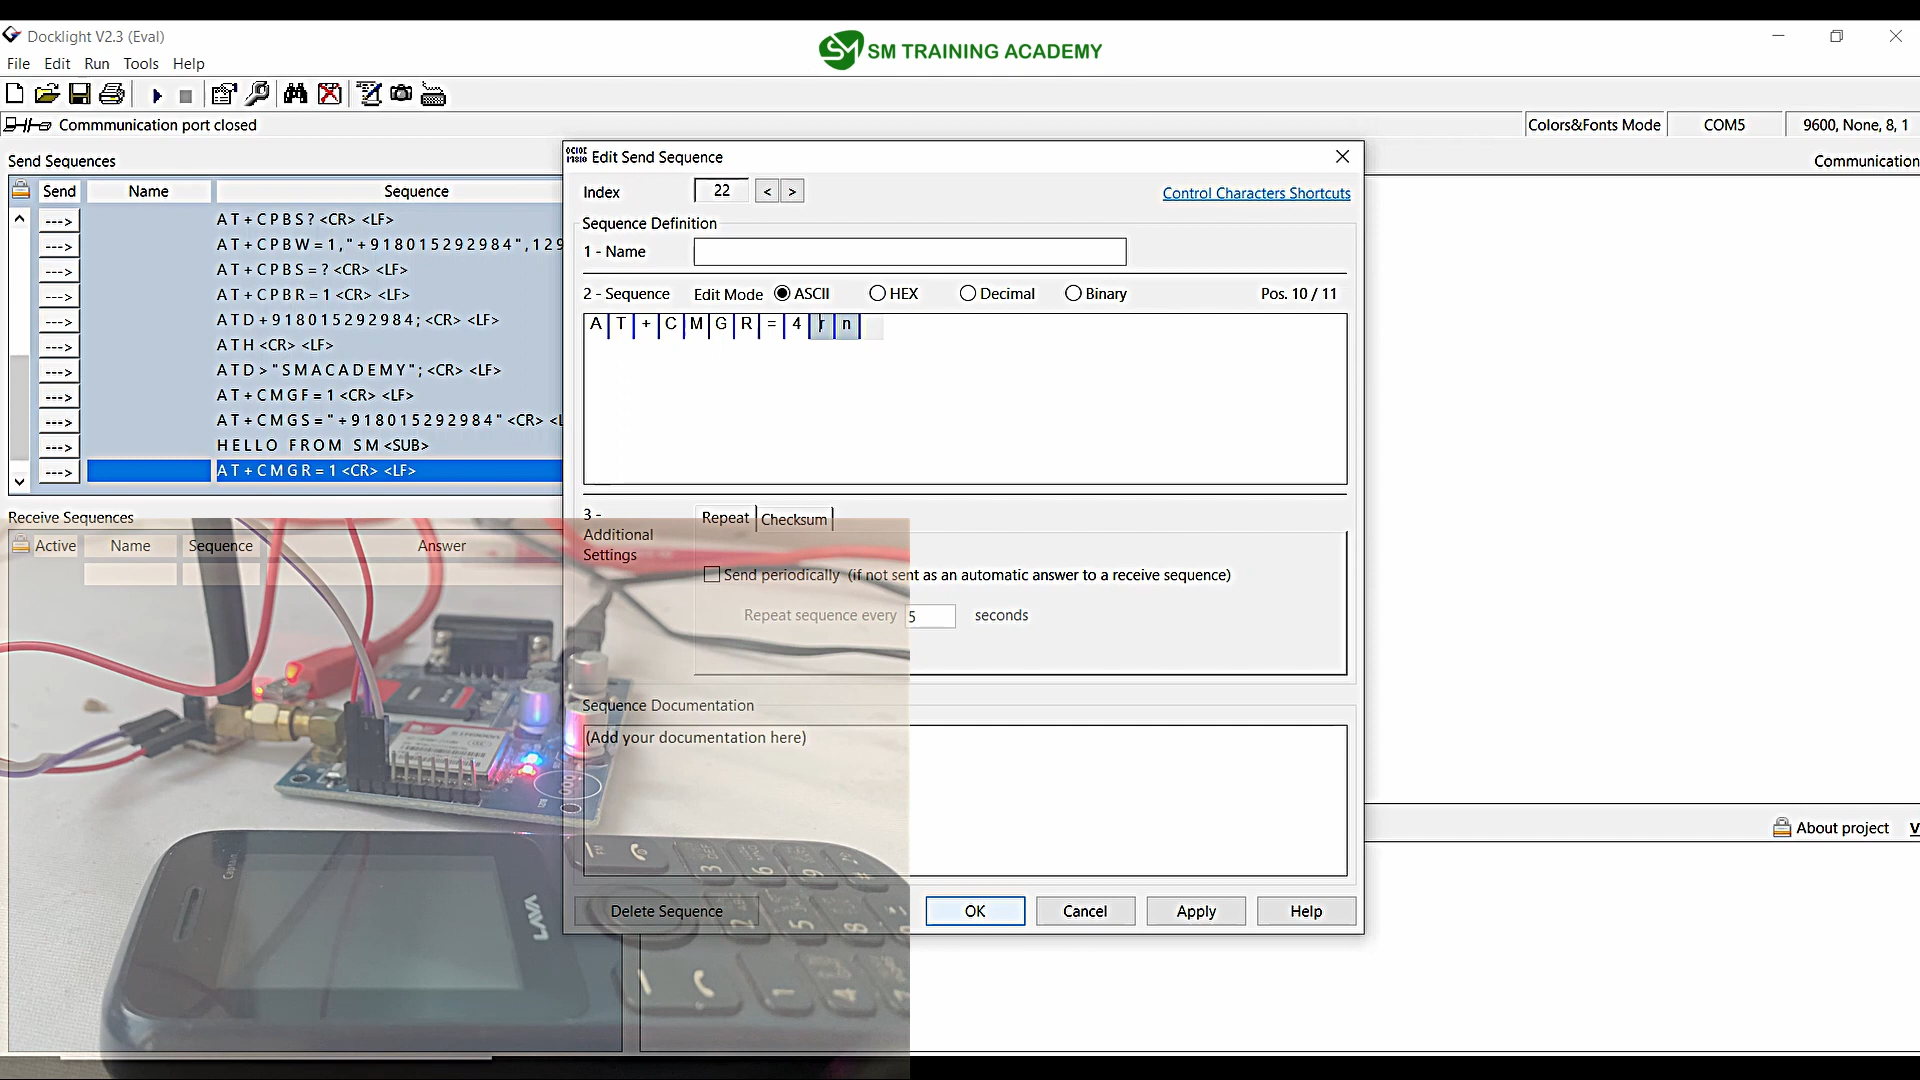 Docklight V2.3 (Eval)
SM TRAINING ACADEMY
File Edit Run Tools Help
Commmunication port closed
Colors&Fonts Mode
COM5
9600, None, 8, 1
Send Sequences
Communication
Send Name Sequence
---> AT+CPBS?<CR><LF>
---> AT+CPBW=1,"+918015292984",129
---> AT+CPBS=?<CR><LF>
---> AT+CPBR=1<CR><LF>
---> ATD+918015292984;<CR><LF>
---> ATH<CR><LF>
---> ATD>"SMACADEMY";<CR><LF>
---> AT+CMGF=1<CR><LF>
---> AT+CMGS="+918015292984"<CR><L
---> HELLO FROM SM<SUB>
---> AT+CMGR=1<CR><LF>
Receive Sequences
Active Name Sequence Answer
Edit Send Sequence
Index 22 < >
Control Characters Shortcuts
Sequence Definition
1 - Name
2 - Sequence Edit Mode ASCII HEX Decimal Binary Pos. 10 / 11
AT+CMGR=4rn
3 -
Additional
Settings
Repeat Checksum
Send periodically (if not sent as an automatic answer to a receive sequence)
Repeat sequence every 5 seconds
Sequence Documentation
(Add your documentation here)
Delete Sequence OK Cancel Apply Help
About project
Captain
LAVA